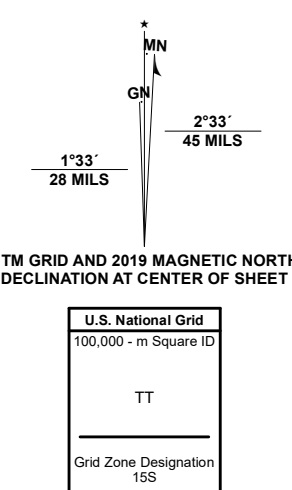 ★
MN
GN
2°33´
45 MILS
1°33´
28 MILS
TM GRID AND 2019 MAGNETIC NORTH
DECLINATION AT CENTER OF SHEET
U.S. National Grid
100,000 - m Square ID
TT
Grid Zone Designation
15S